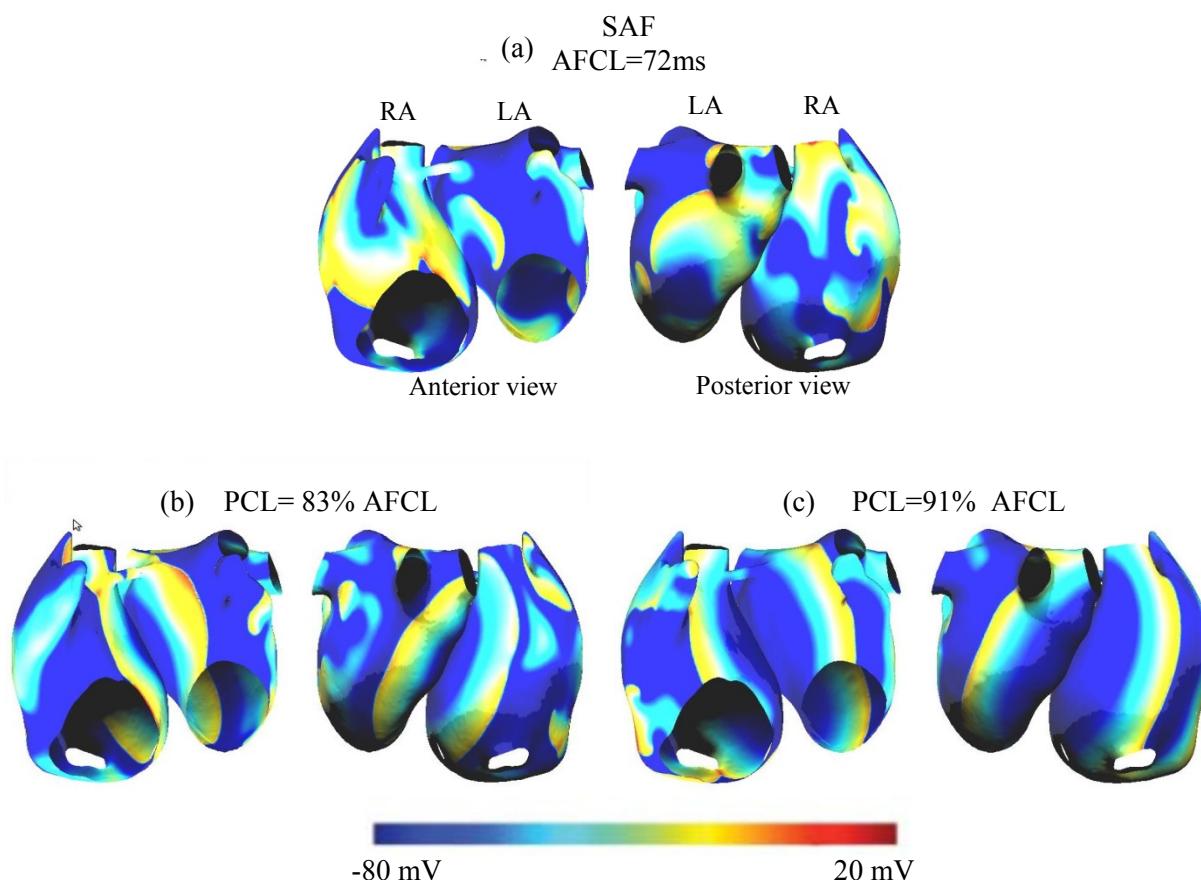 SAF
(a) AFCL=72ms
RA LA LA RA
Anterior view Posterior view
(b) PCL= 83% AFCL (c) PCL=91% AFCL
-80 mV 20 mV